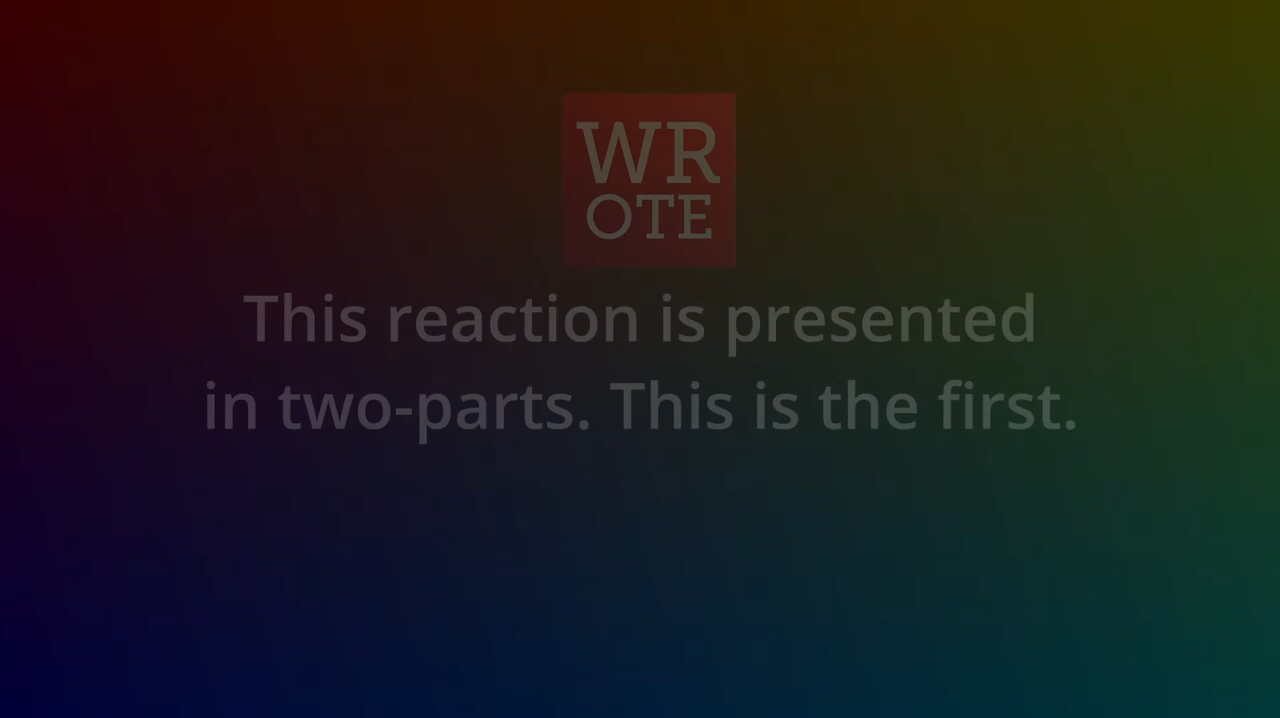 WR
OTE
This reaction is presented
in two-parts. This is the first.